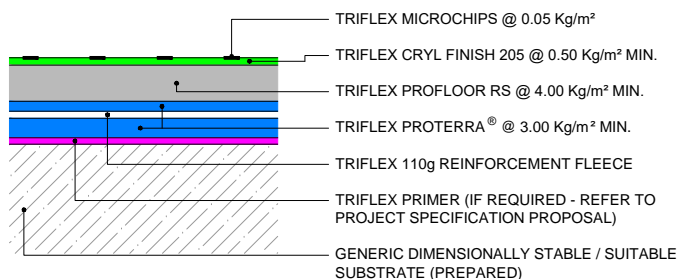 TRIFLEX MICROCHIPS @ 0.05 Kg/m²
TRIFLEX CRYL FINISH 205 @ 0.50 Kg/m² MIN.
TRIFLEX PROFLOOR RS @ 4.00 Kg/m² MIN.
TRIFLEX PROTERRA® @ 3.00 Kg/m² MIN.
TRIFLEX 110g REINFORCEMENT FLEECE
TRIFLEX PRIMER (IF REQUIRED - REFER TO
PROJECT SPECIFICATION PROPOSAL)
GENERIC DIMENSIONALLY STABLE / SUITABLE
SUBSTRATE (PREPARED)